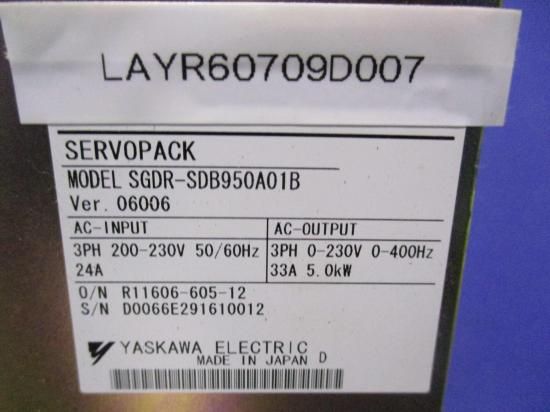 LAYR60709D007
SERVOPACK
MODEL SGDR-SDB950A01B
Ver. 06006
AC-INPUT
3PH 200-230V 50/60Hz
24A
AC-OUTPUT
3PH 0-230V 0-400Hz
33A 5.0kW
O/N R11606-605-12
S/N D0066E291610012
YASKAWA ELECTRIC
MADE IN JAPAN D